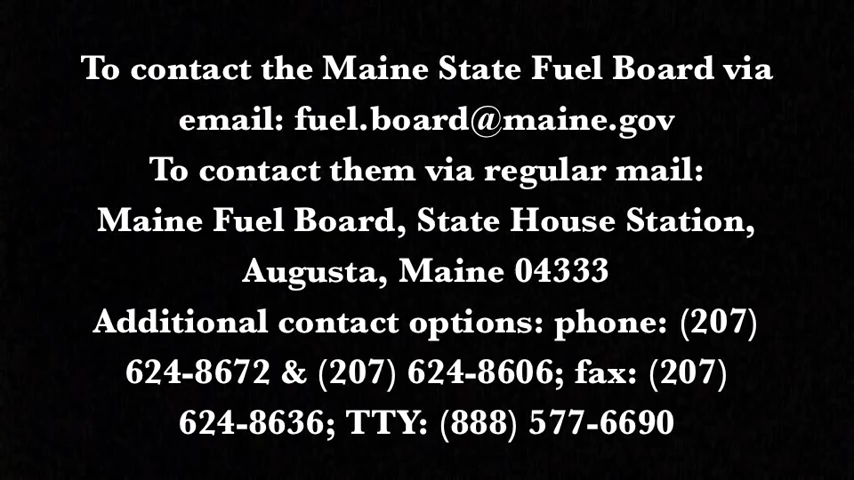 To contact the Maine State Fuel Board via
email: fuel.board@maine.gov
To contact them via regular mail:
Maine Fuel Board, State House Station,
Augusta, Maine 04333
Additional contact options: phone: (207)
624-8672 & (207) 624-8606; fax: (207)
624-8636; TTY: (888) 577-6690